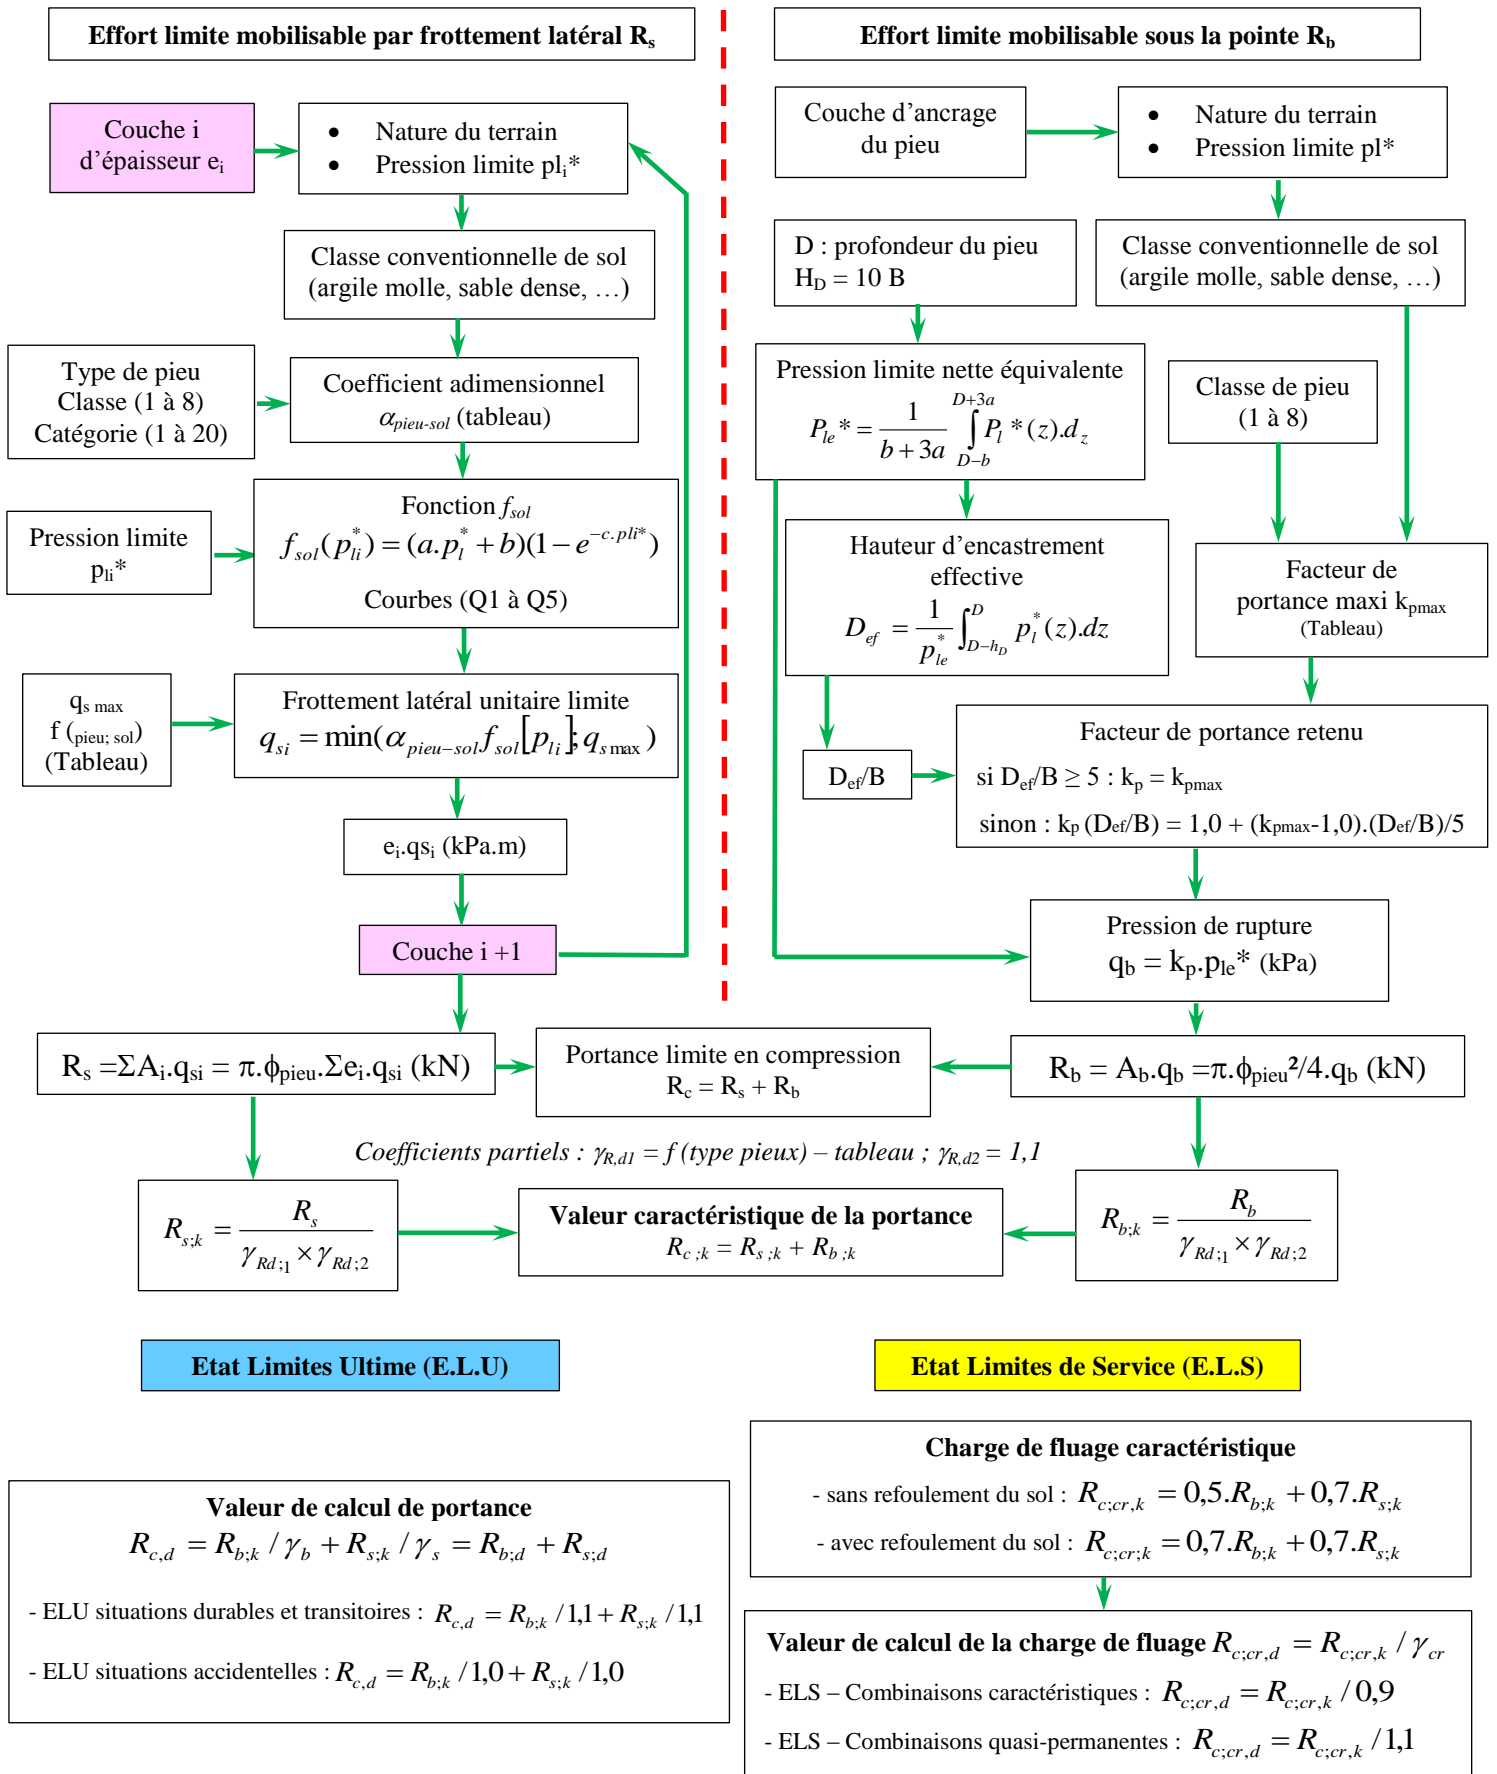 Effort limite mobilisable par frottement latéral Rs
Couche i
d'épaisseur ei
• Nature du terrain
• Pression limite pli*
Classe conventionnelle de sol
(argile molle, sable dense, …)
Type de pieu
Classe (1 à 8)
Catégorie (1 à 20)
Coefficient adimensionnel
αpieu-sol (tableau)
Pression limite
pli*
Fonction fsol
fsol(pli*) = (a.pl* + b)(1 − e^−c.pli*)
Courbes (Q1 à Q5)
qs max
f (pieu; sol)
(Tableau)
Frottement latéral unitaire limite
qsi = min(αpieu−sol fsol[pli]; qs max)
ei.qsi (kPa.m)
Couche i +1
Rs =ΣAi.qsi = π.ϕpieu.Σei.qsi (kN)
Effort limite mobilisable sous la pointe Rb
Couche d'ancrage
du pieu
• Nature du terrain
• Pression limite pl*
D : profondeur du pieu
HD = 10 B
Classe conventionnelle de sol
(argile molle, sable dense, …)
Pression limite nette équivalente
Ple* = 1/(b + 3a) ∫D−b^D+3a Pl*(z).dz
Classe de pieu
(1 à 8)
Hauteur d'encastrement
effective
Def = 1/ple* ∫D−hD^D pl*(z).dz
Facteur de
portance maxi kpmax
(Tableau)
Def/B
Facteur de portance retenu
si Def/B ≥ 5 : kp = kpmax
sinon : kp (Def/B) = 1,0 + (kpmax-1,0).(Def/B)/5
Pression de rupture
qb = kp.ple* (kPa)
Portance limite en compression
Rc = Rs + Rb
Rb = Ab.qb =π.ϕpieu²/4.qb (kN)
Coefficients partiels : γR,d1 = f (type pieux) – tableau ; γR,d2 = 1,1
Rs;k = Rs / (γRd;1 × γRd;2)
Valeur caractéristique de la portance
Rc ;k = Rs ;k + Rb ;k
Rb;k = Rb / (γRd;1 × γRd;2)
Etat Limites Ultime (E.L.U)
Valeur de calcul de portance
Rc,d = Rb;k / γb + Rs;k / γs = Rb;d + Rs;d
- ELU situations durables et transitoires : Rc,d = Rb;k /1,1 + Rs;k /1,1
- ELU situations accidentelles : Rc,d = Rb;k /1,0 + Rs;k /1,0
Etat Limites de Service (E.L.S)
Charge de fluage caractéristique
- sans refoulement du sol : Rc;cr,k = 0,5.Rb;k + 0,7.Rs;k
- avec refoulement du sol : Rc;cr;k = 0,7.Rb;k + 0,7.Rs;k
Valeur de calcul de la charge de fluage Rc;cr,d = Rc;cr,k / γcr
- ELS – Combinaisons caractéristiques : Rc;cr,d = Rc;cr,k / 0,9
- ELS – Combinaisons quasi-permanentes : Rc;cr,d = Rc;cr,k /1,1